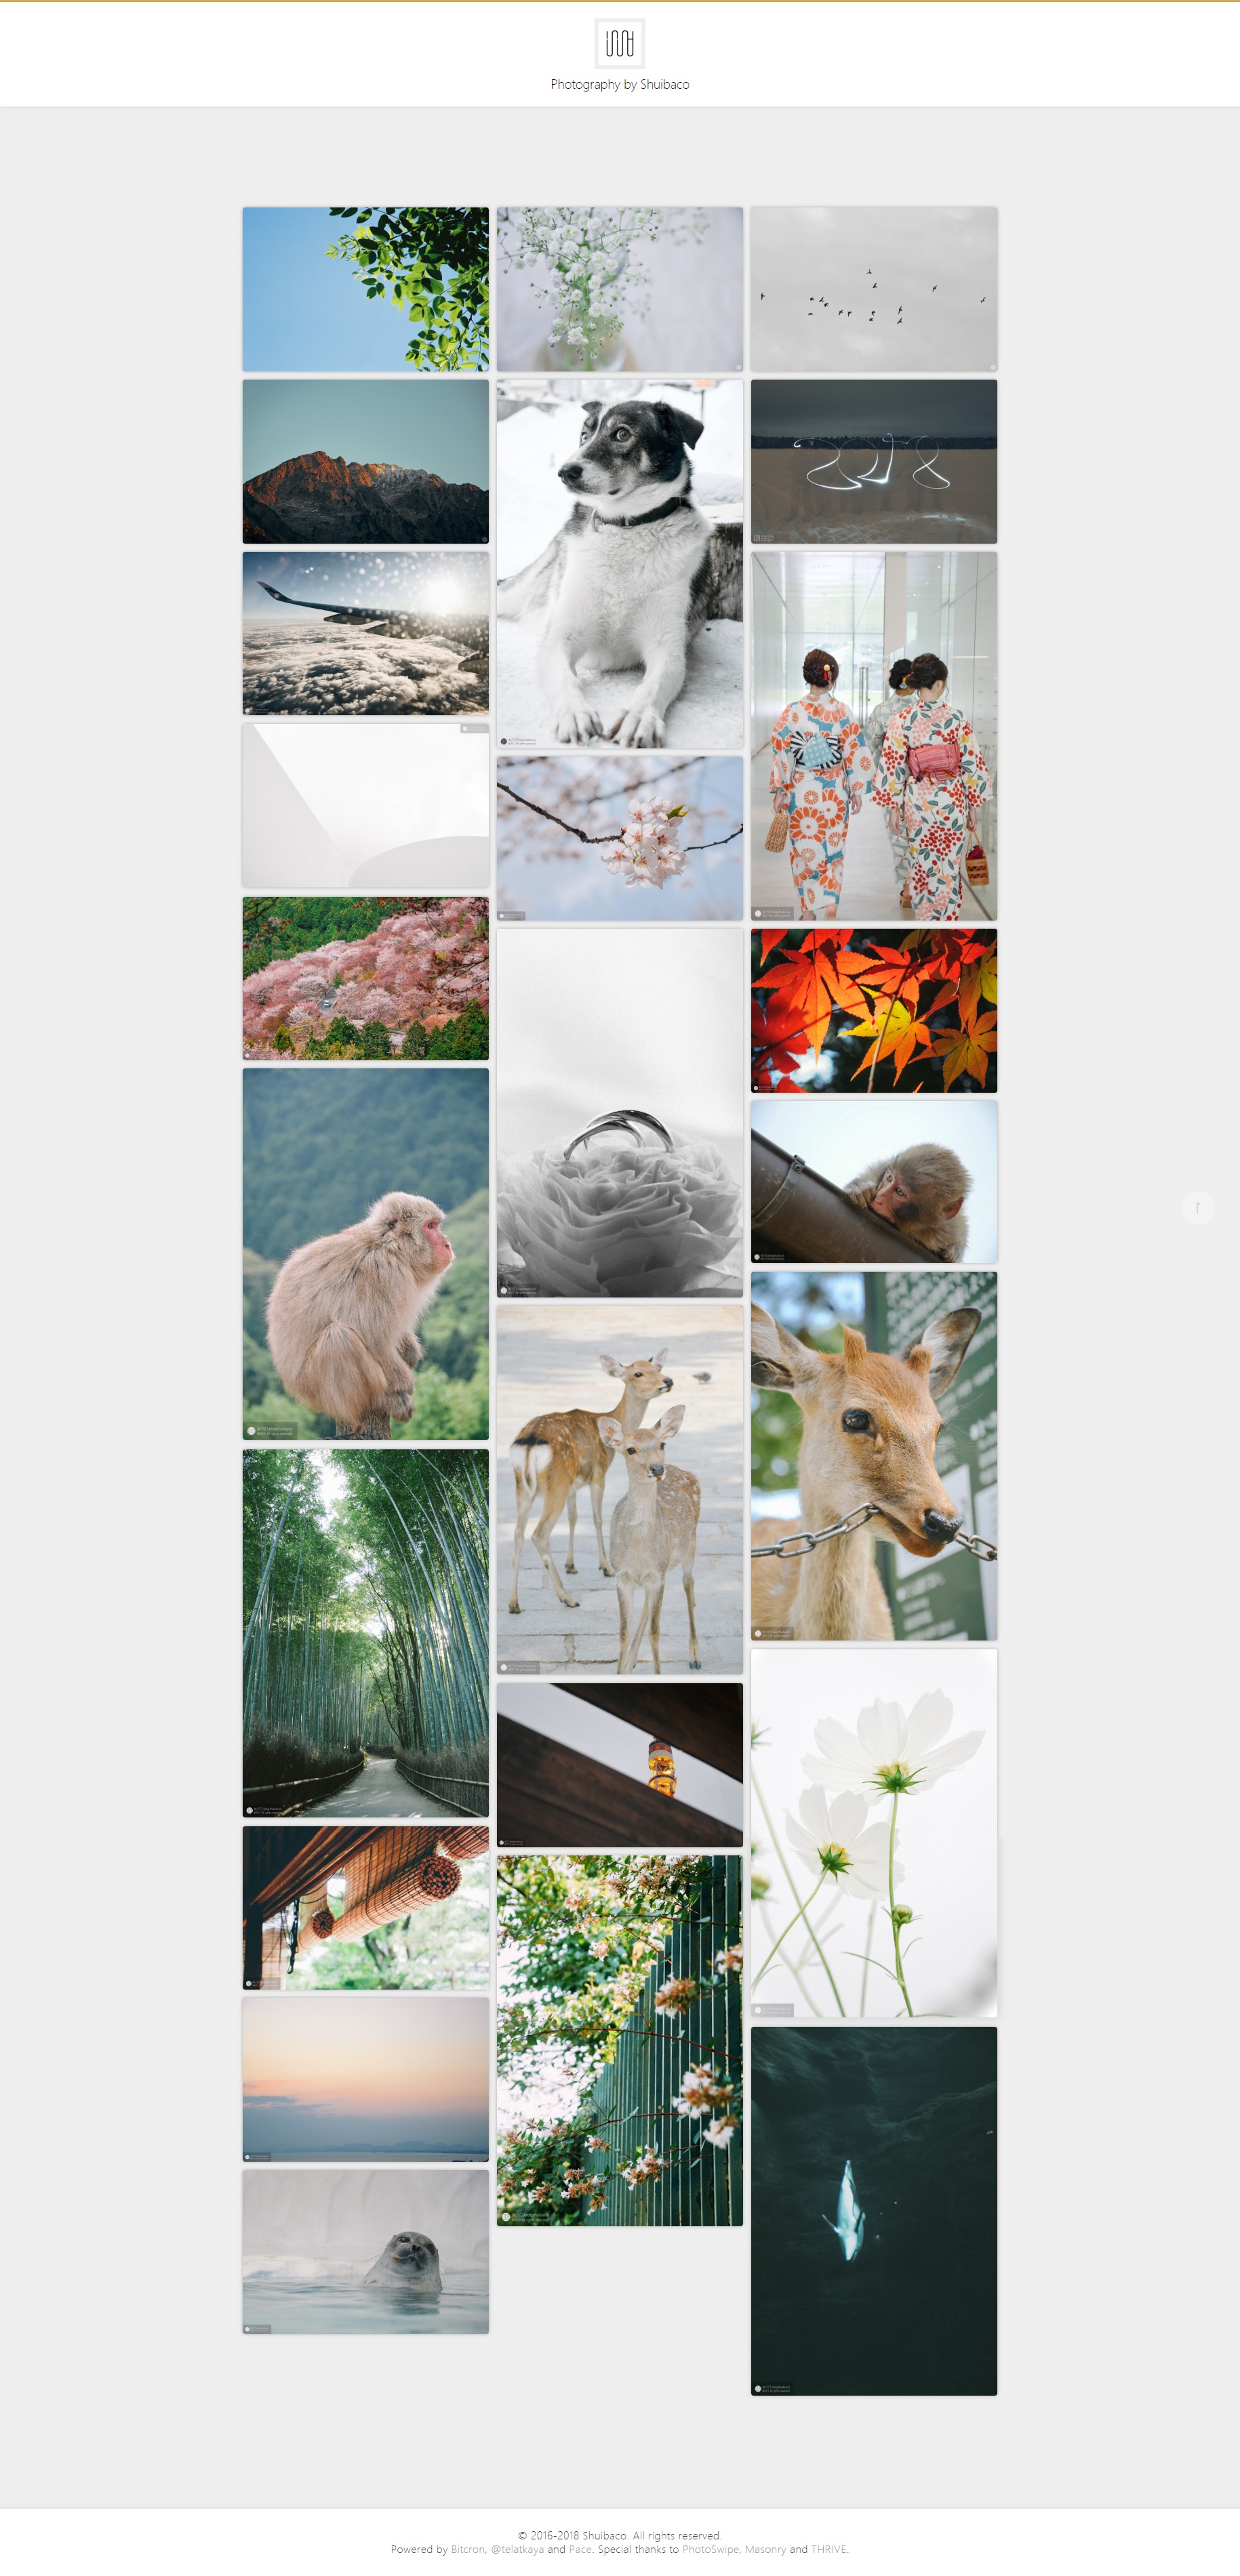 Photography by Shuibaco
2018
© 2016-2018 Shuibaco. All rights reserved.
Powered by Bitcron, @telatkaya and Pace. Special thanks to PhotoSwipe, Masonry and THRIVE.